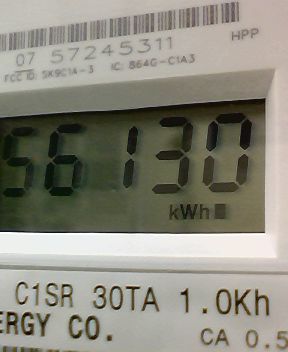 HPP
07 57245311
FCC ID: SK9C1A-3 IC: 864G-C1A3
56130
kWh
C1SR 30TA 1.0Kh
ERGY CO.
CA 0.5